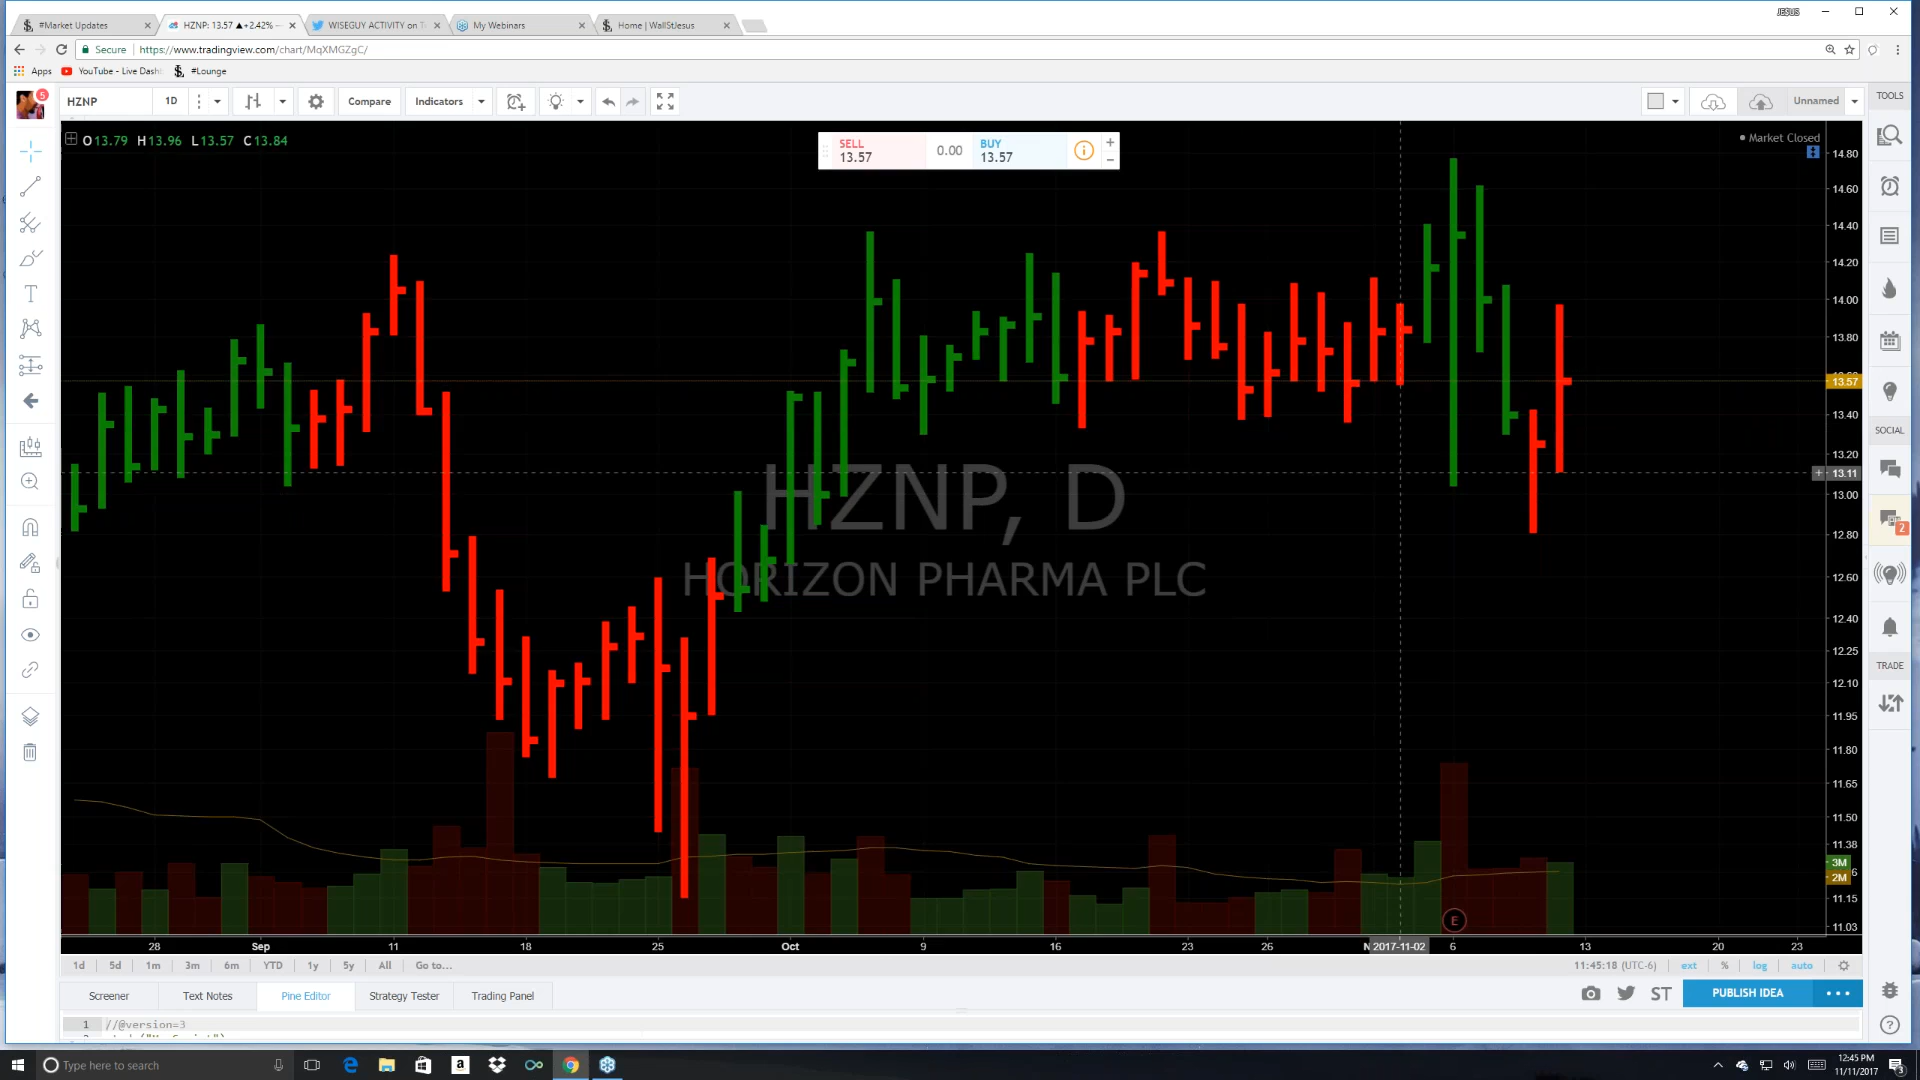 #Market Updates
HZNP: 13.57 ▲+2.42%
WISEGUY ACTIVITY on T
My Webinars
Home | WallStJesus
JESUS
Secure https://www.tradingview.com/chart/MqXMGZgC/
Apps YouTube - Live Dash #Lounge
5
HZNP 1D Compare Indicators Unnamed
TOOLS
O13.79 H13.96 L13.57 C13.84
SELL
13.57
0.00
BUY
13.57
Market Closed
14.80
14.60
14.40
14.20
14.00
13.80
13.57
13.40
13.20
13.11
13.00
12.80
12.60
12.40
12.25
12.10
11.95
11.80
11.65
11.50
11.38
3M
2M
11.15
11.03
HZNP, D
HORIZON PHARMA PLC
SOCIAL
2
TRADE
E
28 Sep 11 18 25 Oct 9 16 23 26 N 2017-11-02 6 13 20 23
1d 5d 1m 3m 6m YTD 1y 5y All Go to...
11:45:18 (UTC-6) ext % log auto
Screener Text Notes Pine Editor Strategy Tester Trading Panel
ST PUBLISH IDEA
1 //@version=3
Type here to search
12:45 PM
11/11/2017
3